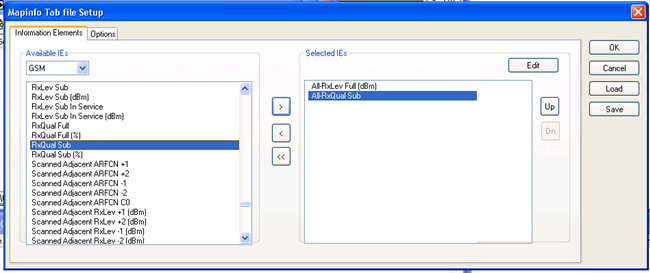 Mapinfo Tab file Setup
Information Elements
Options
Available IEs
GSM
RxLev Sub
RxLev Sub (dBm)
RxLev Sub In Service
RxLev Sub In Service (dBm)
RxQual Full
RxQual Full (%)
RxQual Sub
RxQual Sub (%)
Scanned Adjacent ARFCN +1
Scanned Adjacent ARFCN +2
Scanned Adjacent ARFCN -1
Scanned Adjacent ARFCN -2
Scanned Adjacent ARFCN C0
Scanned Adjacent RxLev +1 (dBm)
Scanned Adjacent RxLev +2 (dBm)
Scanned Adjacent RxLev -1 (dBm)
Scanned Adjacent RxLev -2 (dBm)
>
<
<<
Selected IEs
Edit
All-RxLev Full (dBm)
All-RxQual Sub
Up
Dn
OK
Cancel
Load
Save